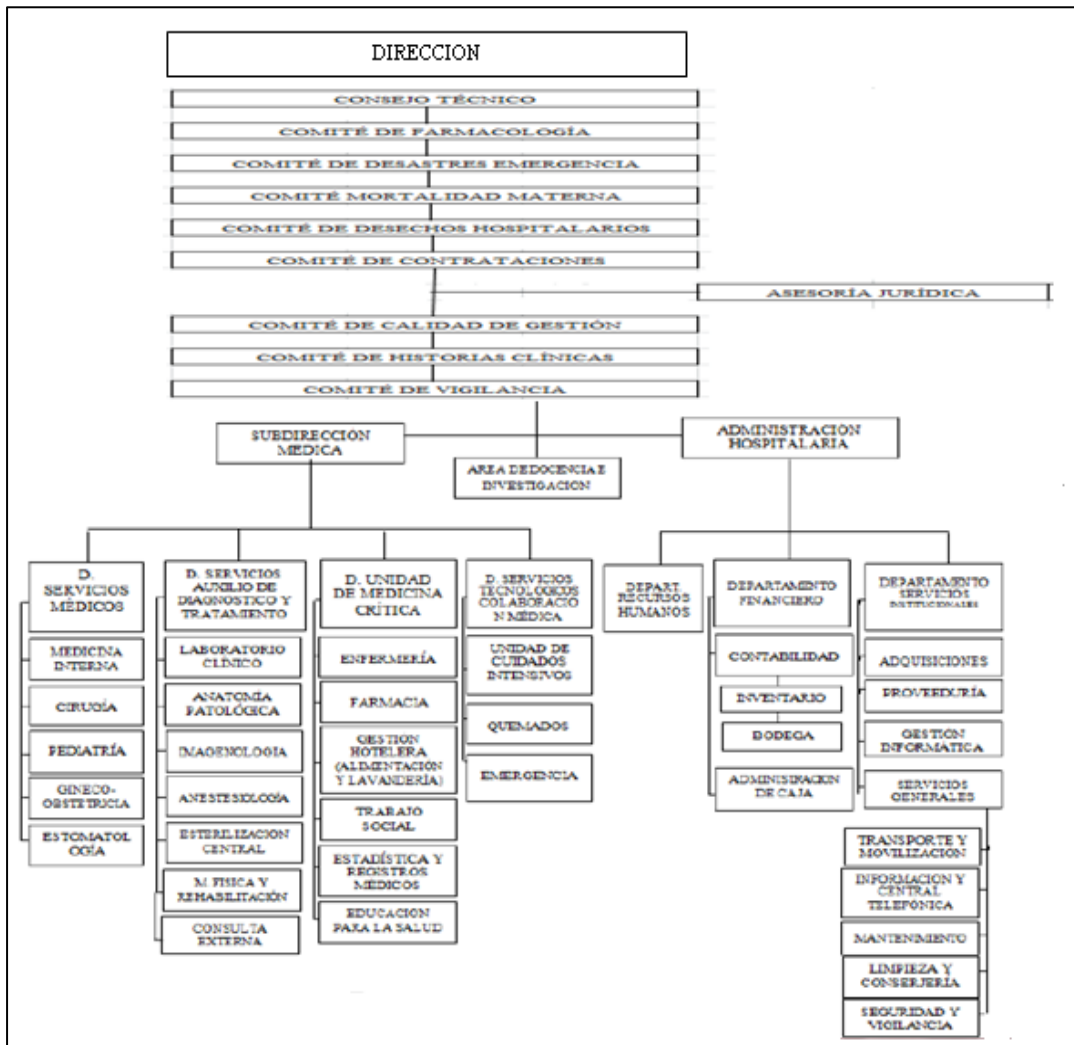 DIRECCION
CONSEJO TÉCNICO
COMITÉ DE FARMACOLOGÍA
COMITÉ DE DESASTRES EMERGENCIA
COMITÉ MORTALIDAD MATERNA
COMITÉ DE DESECHOS HOSPITALARIOS
COMITÉ DE CONTRATACIONES
ASESORÍA JURÍDICA
COMITÉ DE CALIDAD DE GESTIÓN
COMITÉ DE HISTORIAS CLÍNICAS
COMITÉ DE VIGILANCIA
SUBDIRECCION
MEDICA
ADMINISTRACION
HOSPITALARIA
AREA DE DOCENCIA E
INVESTIGACION
D.
SERVICIOS
MÉDICOS
MEDICINA
INTERNA
CIRUGÍA
PEDIATRÍA
GINECO-
OBSTETRICIA
ESTOMATOL
OGÍA
D. SERVICIOS
AUXILIO DE
DIAGNOSTICO Y
TRATAMIENTO
LABORATORIO
CLÍNICO
ANATOMÍA
PATOLÓGICA
IMAGENOLOGIA
ANESTESIOLOGÍA
ESTERILIZACION
CENTRAL
M. FISICA Y
REHABILITACIÓN
CONSULTA
EXTERNA
D. UNIDAD
DE MEDICINA
CRÍTICA
ENFERMERÍA
FARMACIA
GESTION
HOTELERA
(ALIMENTACIÓN
Y LAVANDERÍA)
TRABAJO
SOCIAL
ESTADÍSTICA Y
REGISTROS
MÉDICOS
EDUCACION
PARA LA SALUD
D. SERVICIOS
TECNOLOGICOS
COLABORACIO
N MÉDICA
UNIDAD DE
CUIDADOS
INTENSIVOS
QUEMADOS
EMERGENCIA
DEPART.
RECURSOS
HUMANOS
DEPARTAMENTO
FINANCIERO
CONTABILIDAD
INVENTARIO
BODEGA
ADMINISTRACION
DE CAJA
DEPARTAMENTO
SERVICIOS
INSTITUCIONALES
ADQUISICIONES
PROVEEDURÍA
GESTION
INFORMÁTICA
SERVICIOS
GENERALES
TRANSPORTE Y
MOVILIZACION
INFORMACION Y
CENTRAL
TELEFÓNICA
MANTENIMIENTO
LIMPIEZA Y
CONSERJERÍA
SEGURIDAD Y
VIGILANCIA